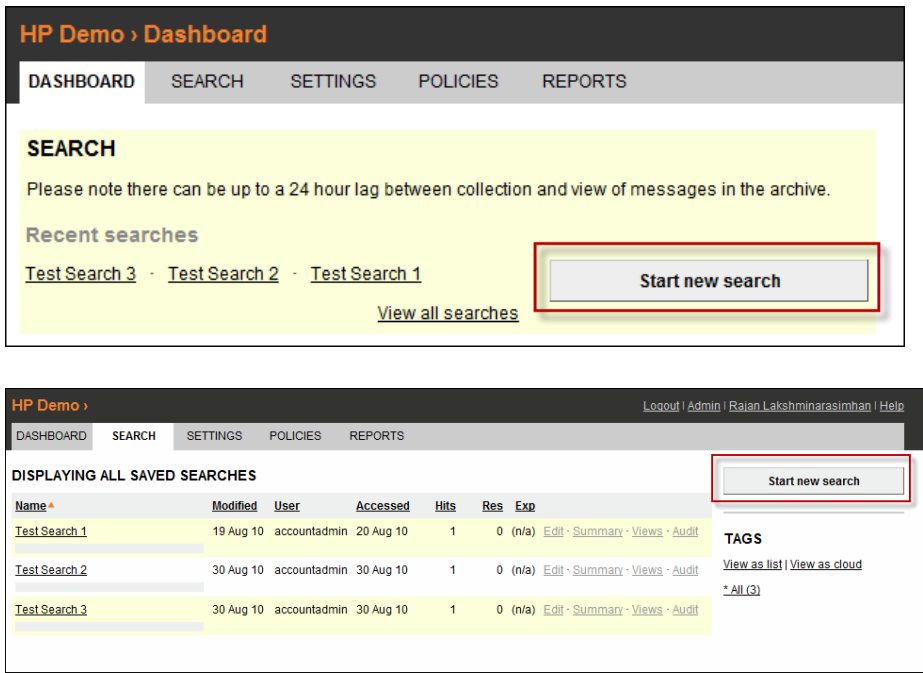 HP Demo › Dashboard
DASHBOARD SEARCH SETTINGS POLICIES REPORTS
SEARCH
Please note there can be up to a 24 hour lag between collection and view of messages in the archive.
Recent searches
Test Search 3 · Test Search 2 · Test Search 1
Start new search
View all searches
HP Demo ›
Logout | Admin | Rajan Lakshminarasimhan | Help
DASHBOARD SEARCH SETTINGS POLICIES REPORTS
DISPLAYING ALL SAVED SEARCHES
Start new search
Name Modified User Accessed Hits Res Exp
Test Search 1 19 Aug 10 accountadmin 20 Aug 10 1 0 (n/a) Edit · Summary · Views · Audit
Test Search 2 30 Aug 10 accountadmin 30 Aug 10 1 0 (n/a) Edit · Summary · Views · Audit
Test Search 3 30 Aug 10 accountadmin 30 Aug 10 1 0 (n/a) Edit · Summary · Views · Audit
TAGS
View as list | View as cloud
* All (3)